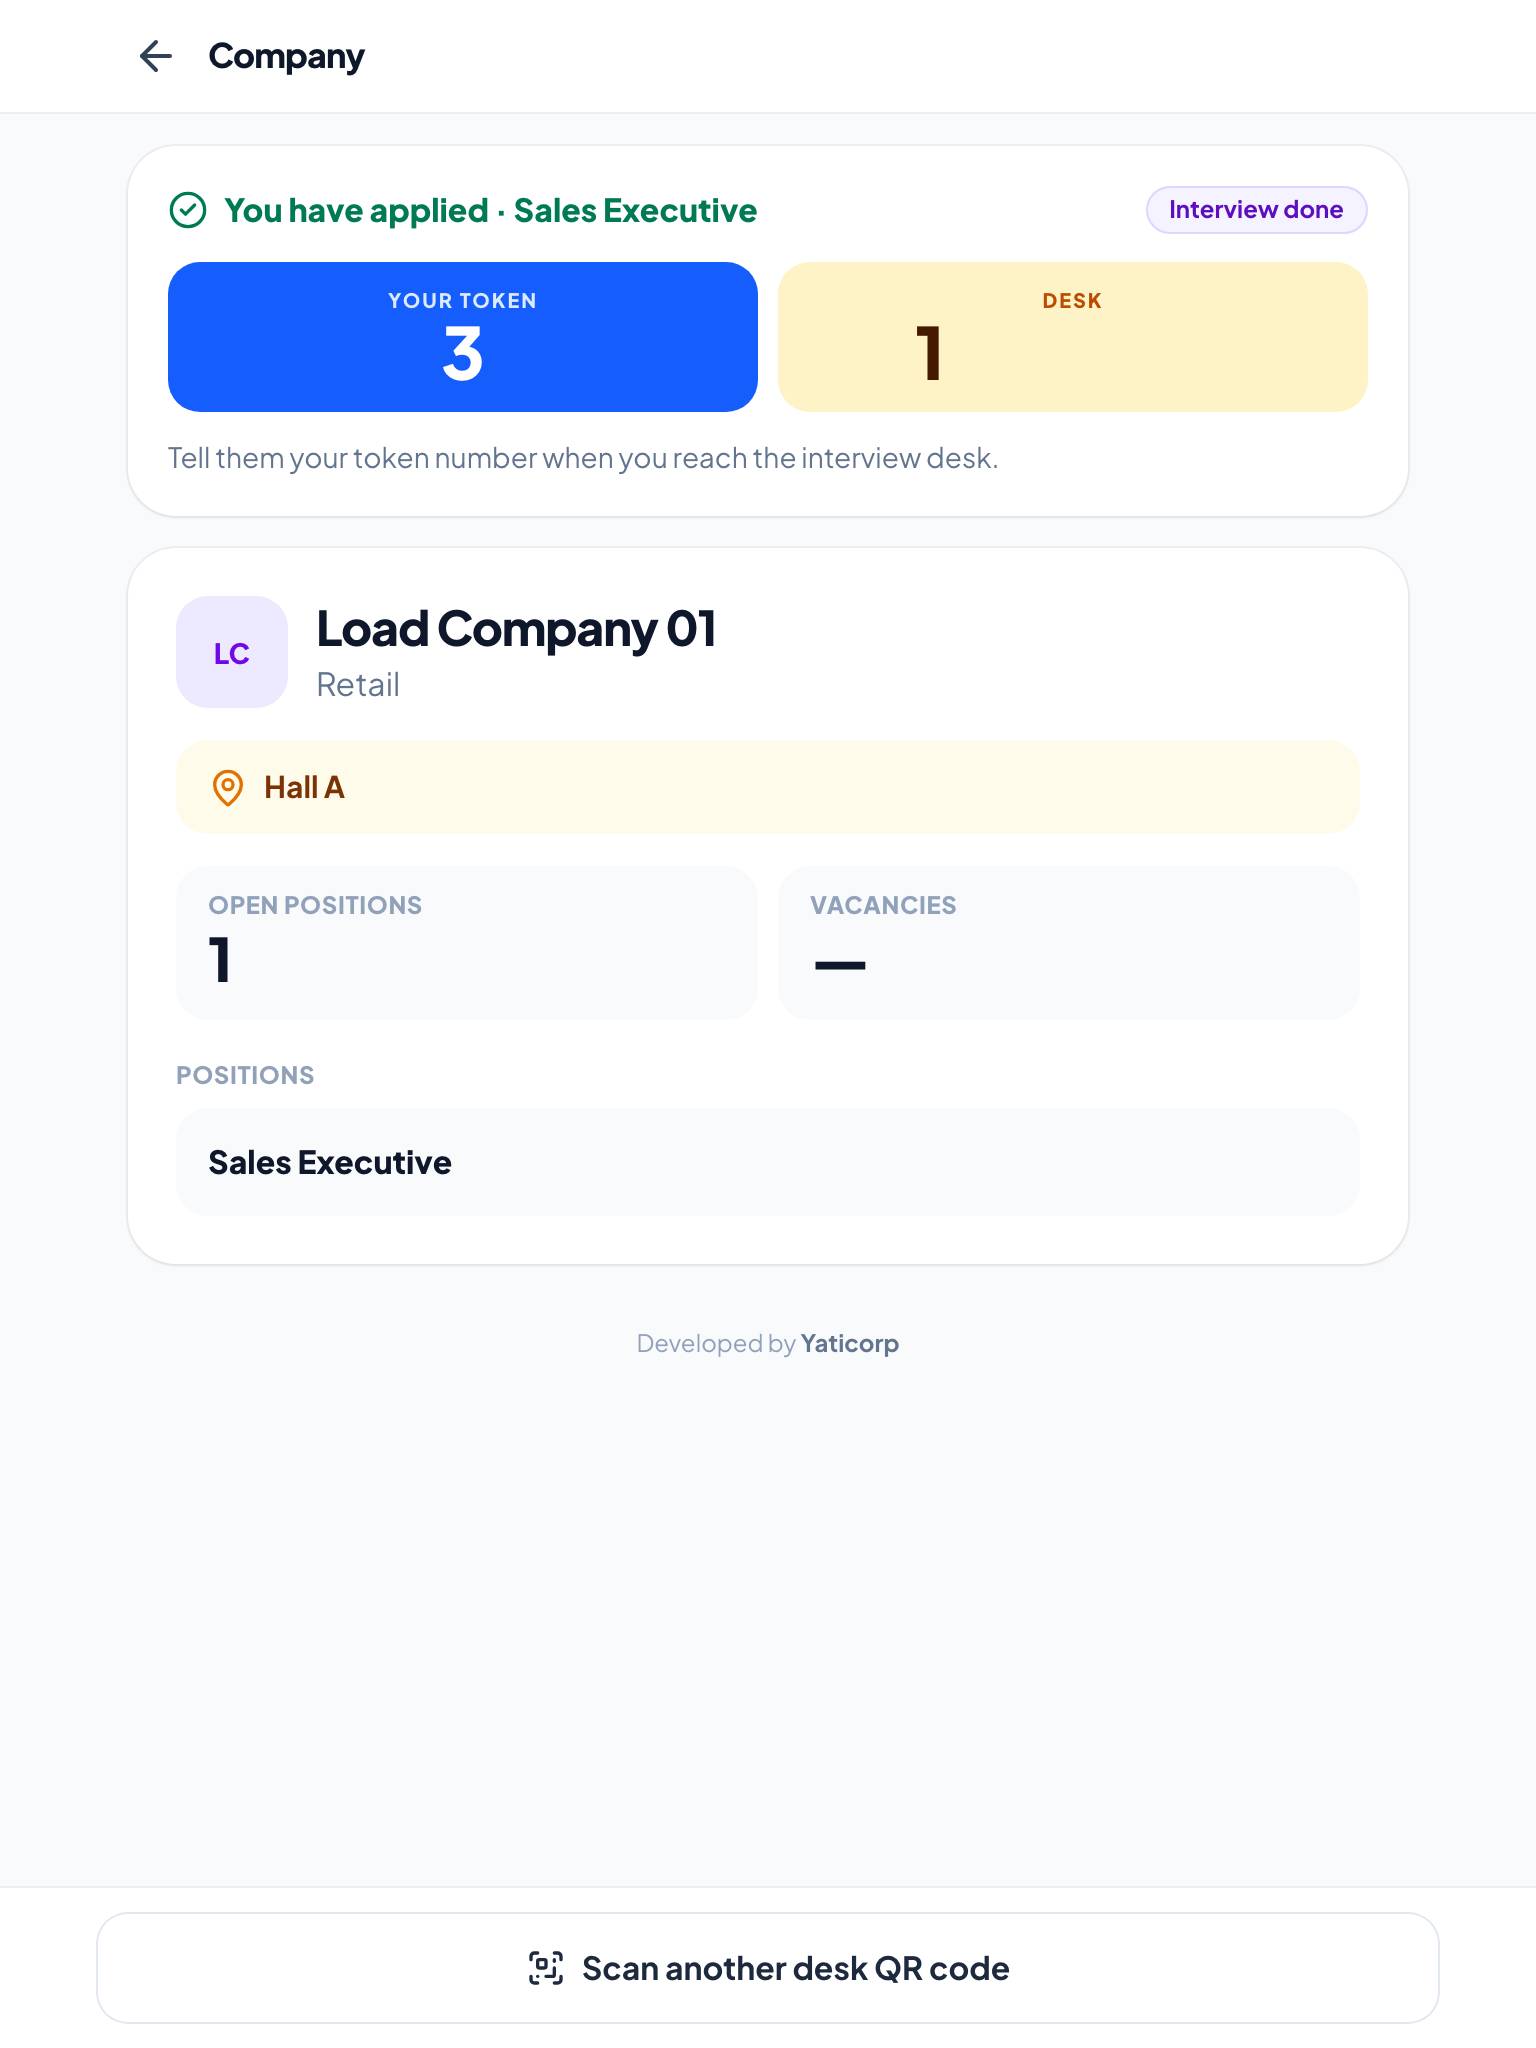 Company
You have applied · Sales Executive
Interview done
YOUR TOKEN
3
DESK
1
Tell them your token number when you reach the interview desk.
LC
Load Company 01
Retail
Hall A
OPEN POSITIONS
1
VACANCIES
—
POSITIONS
Sales Executive
Developed by Yaticorp
Scan another desk QR code